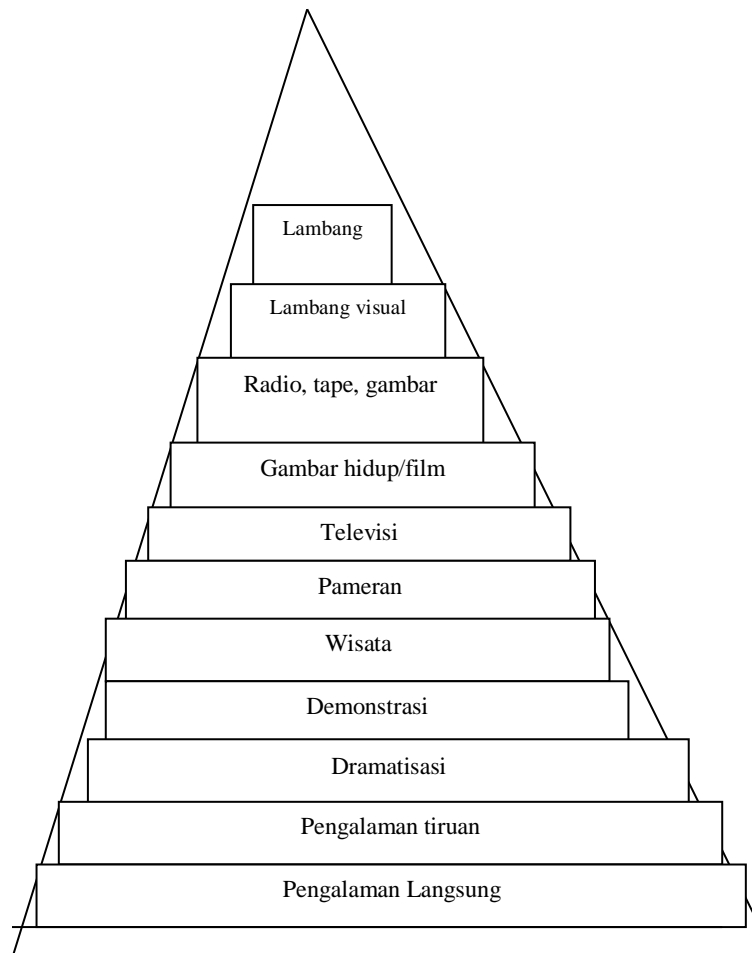 Lambang
Lambang visual
Radio, tape, gambar
Gambar hidup/film
Televisi
Pameran
Wisata
Demonstrasi
Dramatisasi
Pengalaman tiruan
Pengalaman Langsung